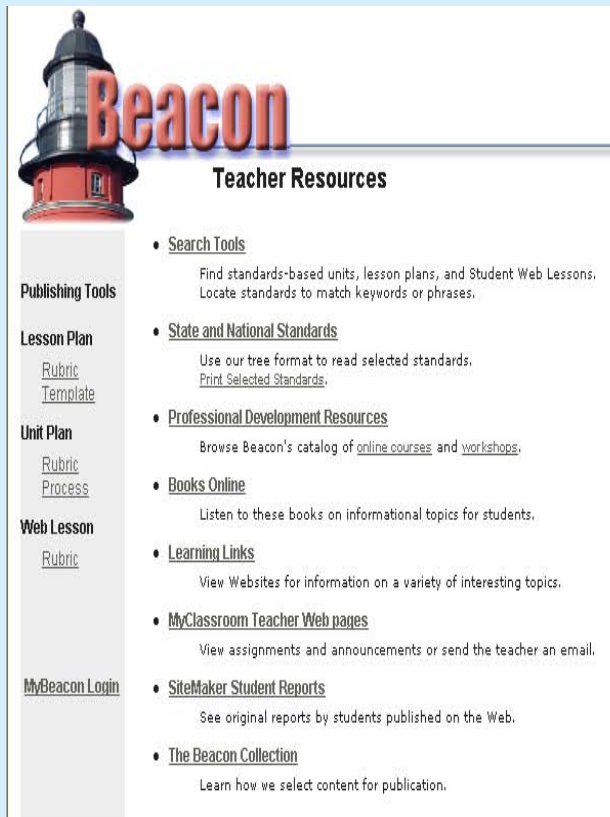 Beacon
Teacher Resources
Publishing Tools
Lesson Plan
Rubric
Template
Unit Plan
Rubric
Process
Web Lesson
Rubric
MyBeacon Login
• Search Tools
Find standards-based units, lesson plans, and Student Web Lessons.
Locate standards to match keywords or phrases.
• State and National Standards
Use our tree format to read selected standards.
Print Selected Standards.
• Professional Development Resources
Browse Beacon's catalog of online courses and workshops.
• Books Online
Listen to these books on informational topics for students.
• Learning Links
View Websites for information on a variety of interesting topics.
• MyClassroom Teacher Web pages
View assignments and announcements or send the teacher an email.
• SiteMaker Student Reports
See original reports by students published on the Web.
• The Beacon Collection
Learn how we select content for publication.